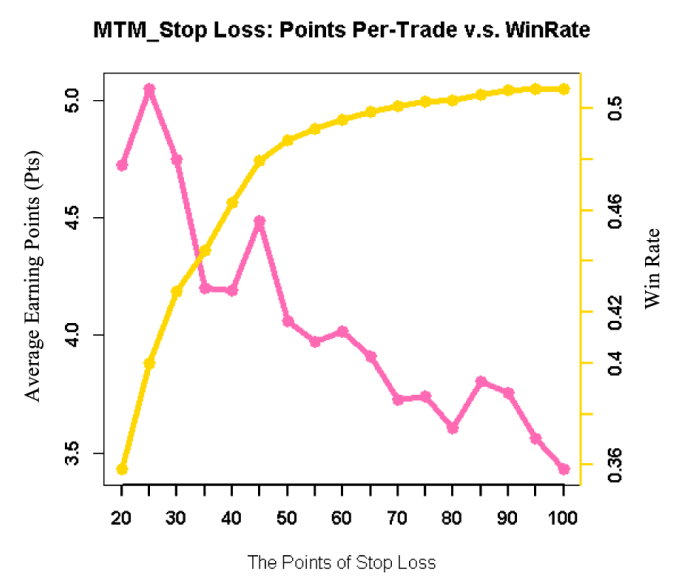 MTM_Stop Loss: Points Per-Trade v.s. WinRate
Average Earning Points (Pts)
5.0
4.5
4.0
3.5
0.5
0.46
0.42
0.4
0.36
Win Rate
20 30 40 50 60 70 80 90 100
The Points of Stop Loss